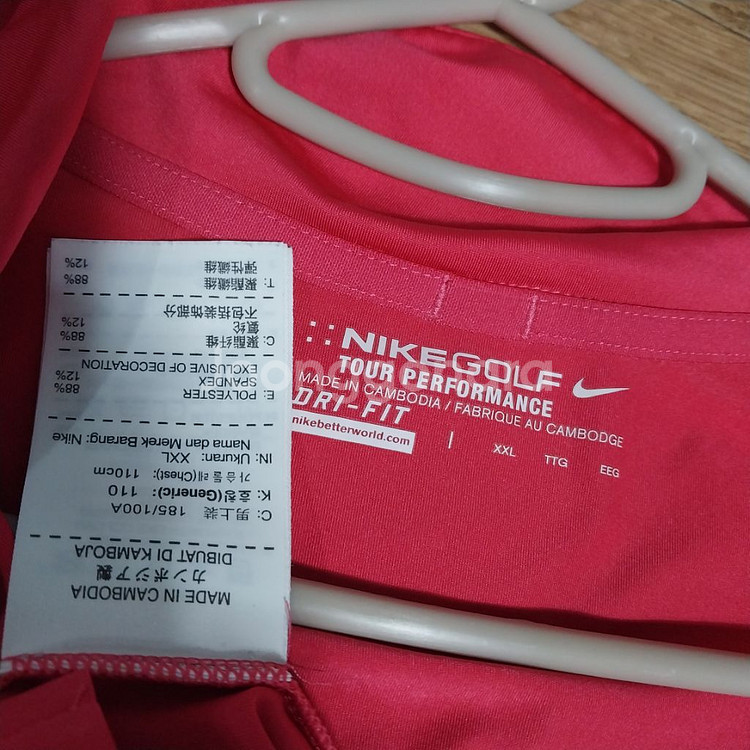 NIKEGOLF
TOUR PERFORMANCE
MADE IN CAMBODIA / FABRIQUE AU CAMBODGE
DRI-FIT
nikebetterworld.com
XXL TTG EEG
MADE IN CAMBODIA
カンボジア製
DIBUAT DI KAMBOJA
C: 男上装 185/100A
K: 호칭(Generic): 110
가슴둘레(Chest): 110cm
IN: Ukuran: XXL
Nama dan Merek Barang: Nike
E: POLYESTER 88%
SPANDEX 12%
EXCLUSIVE OF DECORATION
C: 聚酯纤维 88%
氨纶 12%
不包括装饰部分
T: 聚酯纖維 88%
彈性纖維 12%